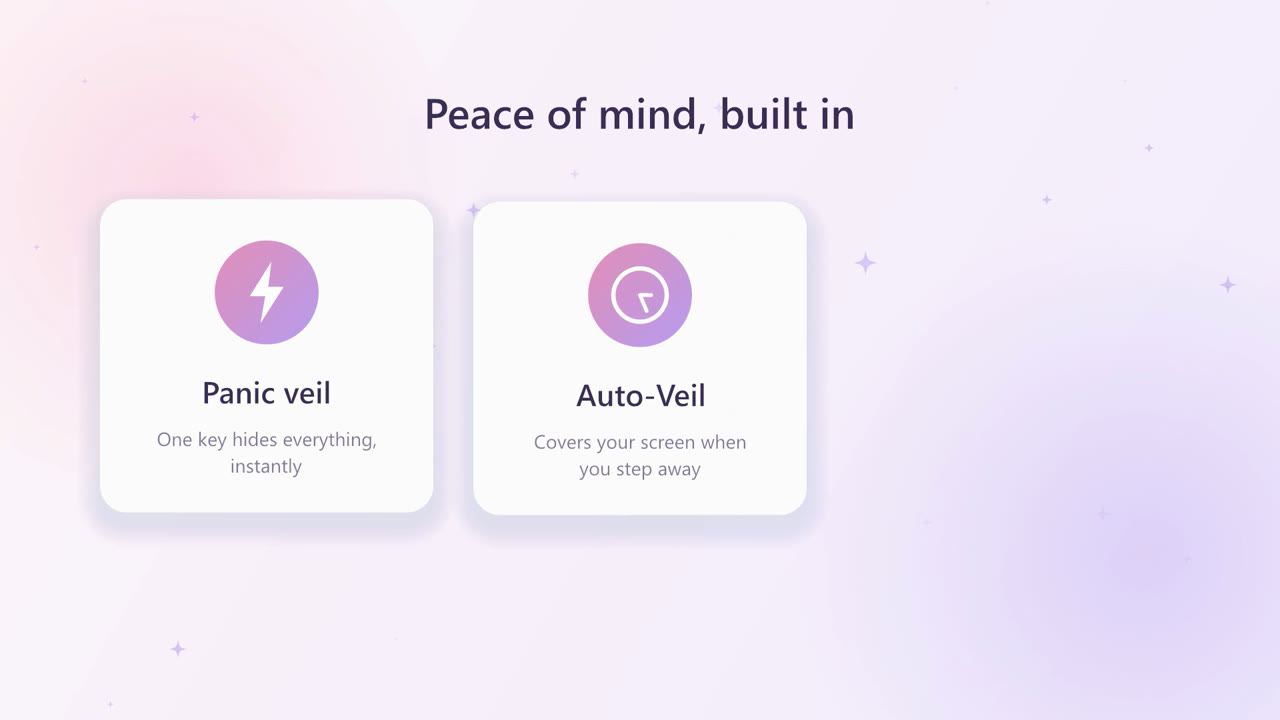 Peace of mind, built in
Panic veil
One key hides everything,
instantly
Auto-Veil
Covers your screen when
you step away